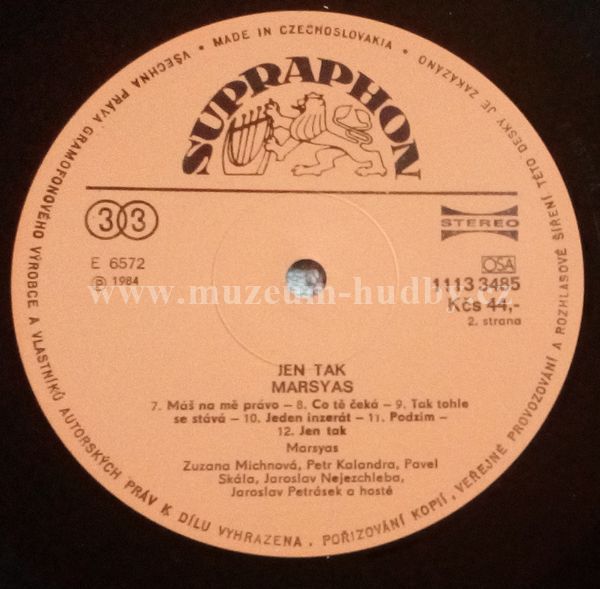 VŠECHNA PRÁVA GRAMOFONOVÉHO VÝROBCE A VLASTNÍKŮ AUTORSKÝCH PRÁV K DÍLU VYHRAZENA . POŘIZOVÁNÍ KOPIÍ , VEŘEJNÉ PROVOZOVÁNÍ A ROZHLASOVÉ ŠÍŘENÍ TÉTO DESKY JE ZAKÁZÁNO • MADE IN CZECHOSLOVAKIA •
SUPRAPHON
33
STEREO
E 6572
OSA
℗ 1984
1113 3485
www.muzeum-hudby.cz
Kčs 44,-
2. strana
JEN TAK
MARSYAS
7. Máš na mě právo – 8. Co tě čeká – 9. Tak tohle
se stává – 10. Jeden inzerát – 11. Podzim –
12. Jen tak
Marsyas
Zuzana Michnová, Petr Kalandra, Pavel
Skála, Jaroslav Nejezchleba,
Jaroslav Petrásek a hosté